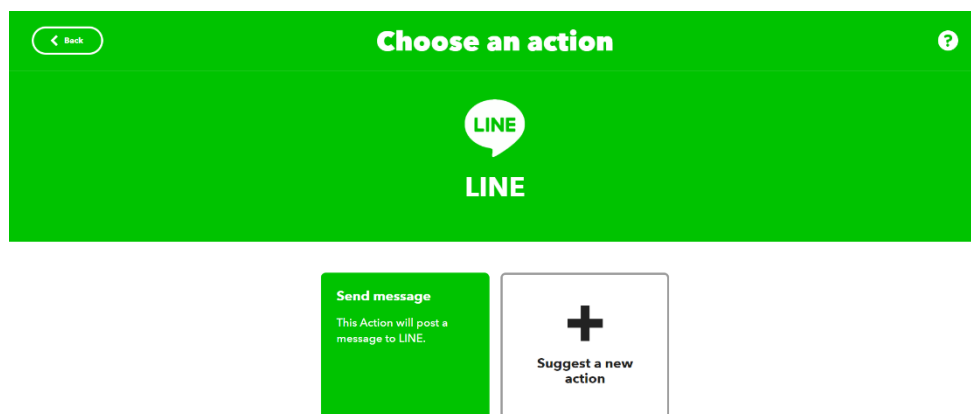 Back
Choose an action
?
LINE
LINE
Send message
This Action will post a
message to LINE.
Suggest a new
action